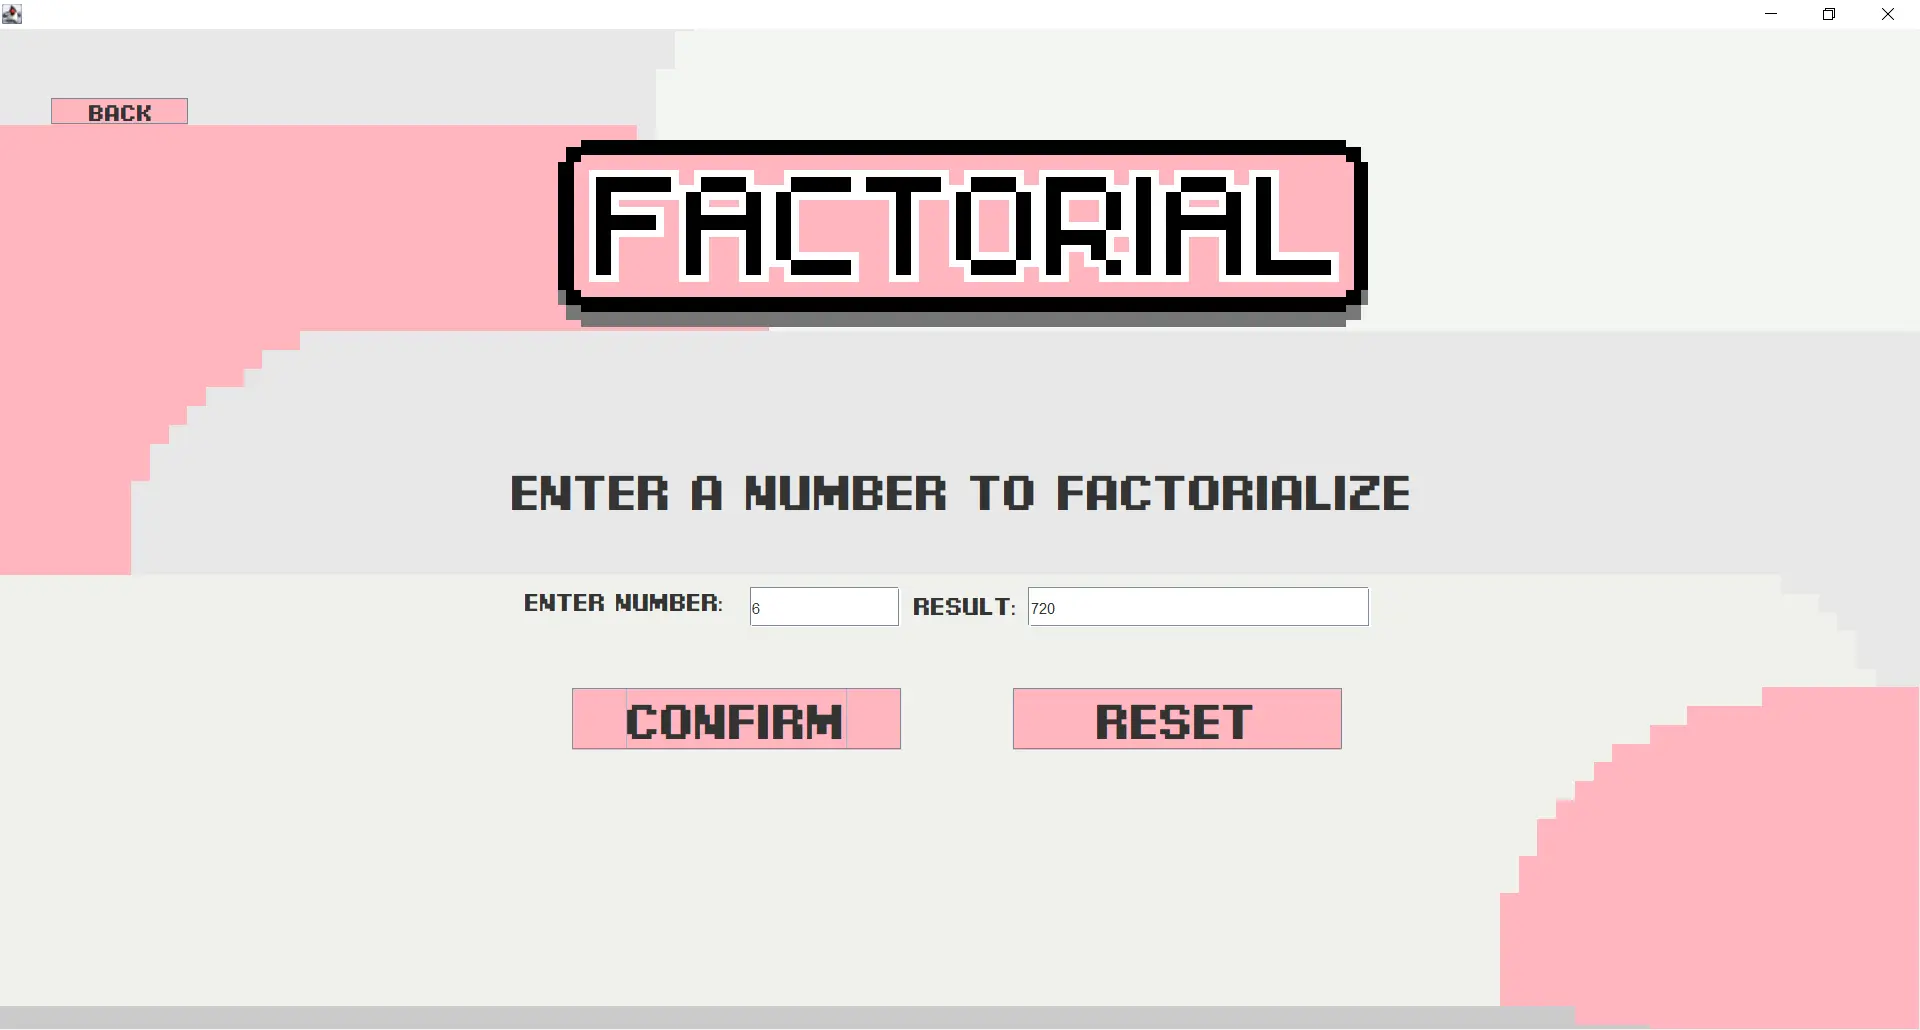 BACK
FACTORIAL
ENTER A NUMBER TO FACTORIALIZE
ENTER NUMBER: 6 RESULT: 720
CONFIRM RESET